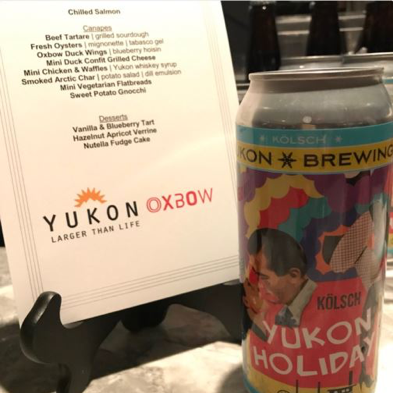 Chilled Salmon
Canapes
Beef Tartare | grilled sourdough
Fresh Oysters | mignonette | tabasco gel
Oxbow Duck Wings | blueberry hoisin
Mini Duck Confit Grilled Cheese
Mini Chicken & Waffles | Yukon whiskey syrup
Smoked Arctic Char | potato salad | dill emulsion
Mini Vegetarian Flatbreads
Sweet Potato Gnocchi
Desserts
Vanilla & Blueberry Tart
Hazelnut Apricot Verrine
Nutella Fudge Cake
YUKON
LARGER THAN LIFE
OXBOW
KÖLSCH
KON BREWING
KÖLSCH
YUKON
HOLIDAY